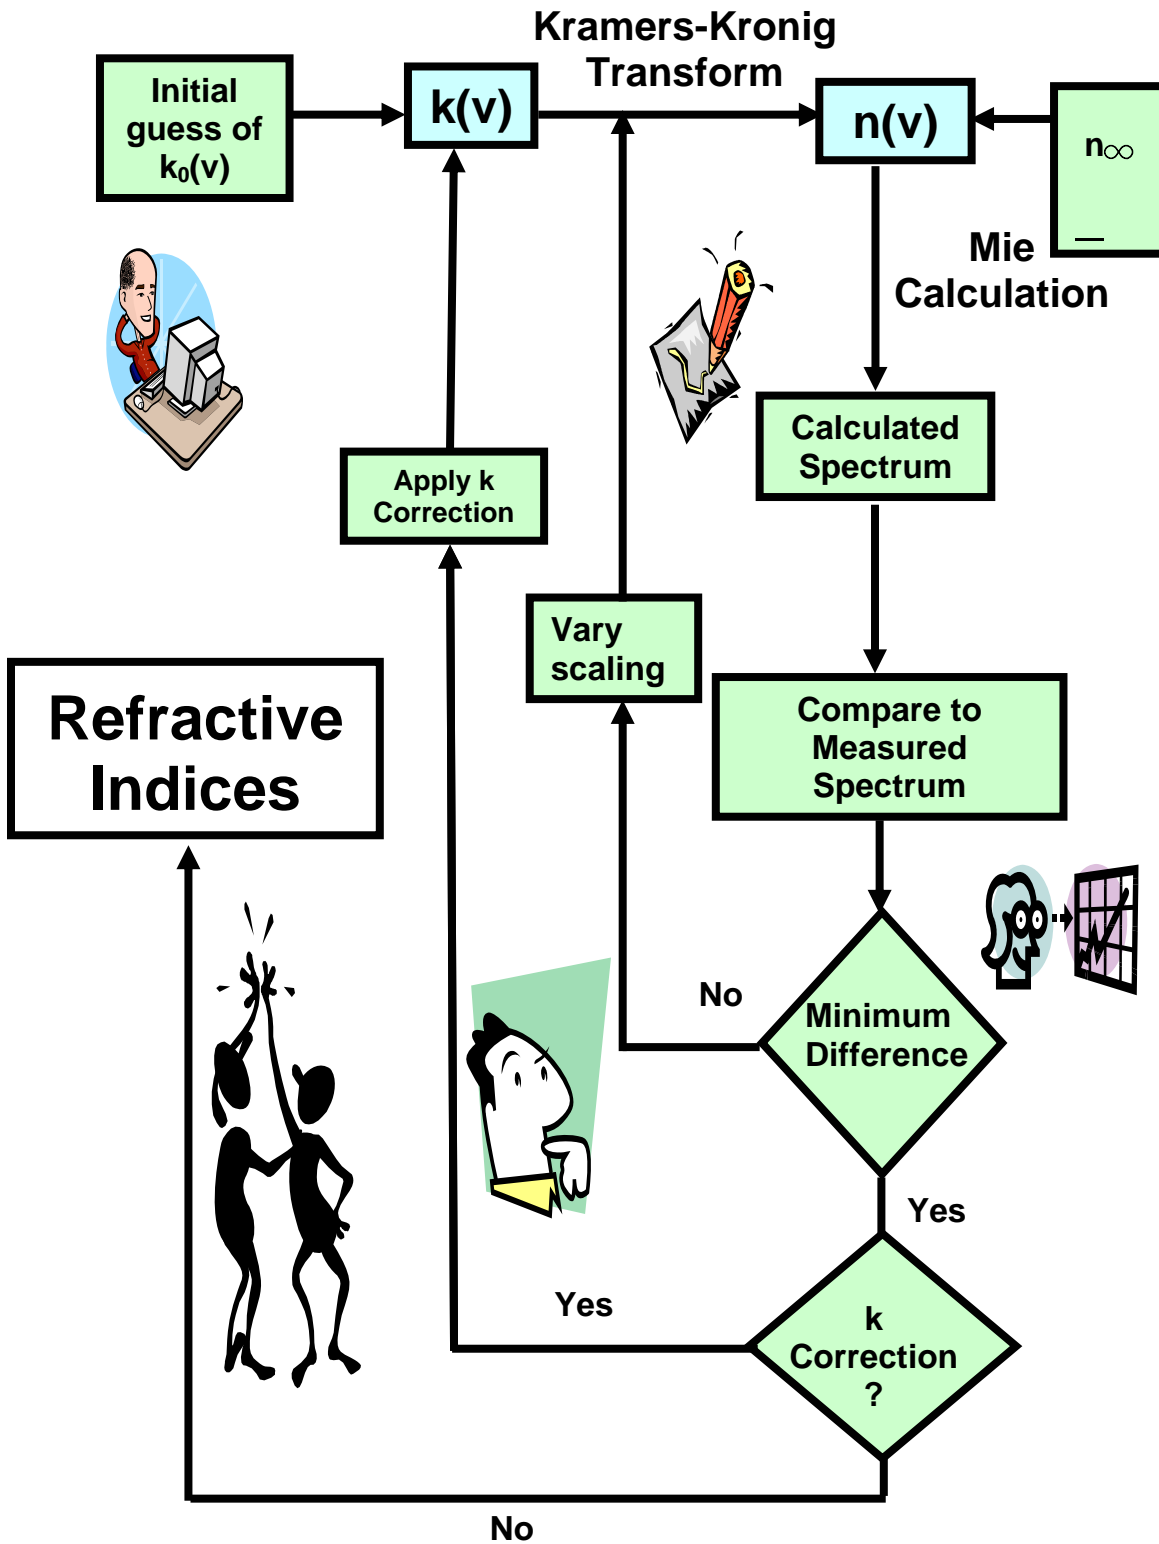 Kramers-Kronig
Transform
Initial
guess of
k₀(v)
k(v)
n(v)
n∞
Mie
Calculation
Calculated
Spectrum
Apply k
Correction
Vary
scaling
Refractive
Indices
Compare to
Measured
Spectrum
No
Minimum
Difference
Yes
Yes
k
Correction
?
No